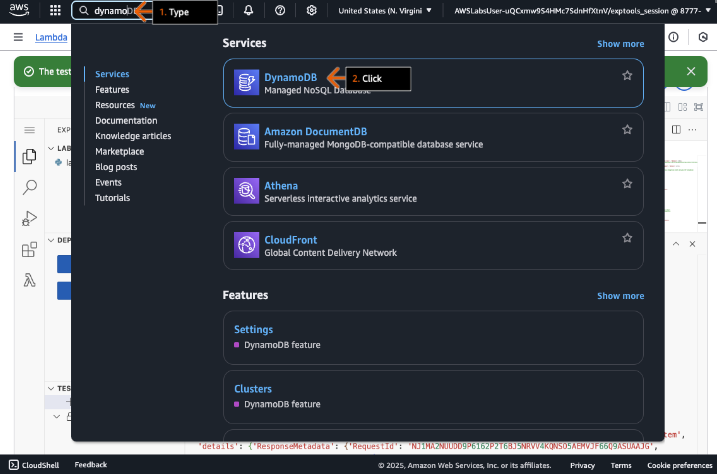 aws
dynamo
1. Type
United States (N. Virgini
AWSLabsUser-uQCxmw9S4HMc7SdnHfXtnV/exptools_session @ 8777-
Lambda
The test
EXP
LAB
DEP
TES
Services
Features
Resources New
Documentation
Knowledge articles
Marketplace
Blog posts
Events
Tutorials
Services
Show more
DynamoDB
2. Click
Managed NoSQL Database
Amazon DocumentDB
Fully-managed MongoDB-compatible database service
Athena
Serverless interactive analytics service
CloudFront
Global Content Delivery Network
Features
Show more
Settings
DynamoDB feature
Clusters
DynamoDB feature
"details": {'ResponseMetadata': {'RequestId':
CloudShell
Feedback
© 2025, Amazon Web Services, Inc. or its affiliates.
Privacy
Terms
Cookie preferences